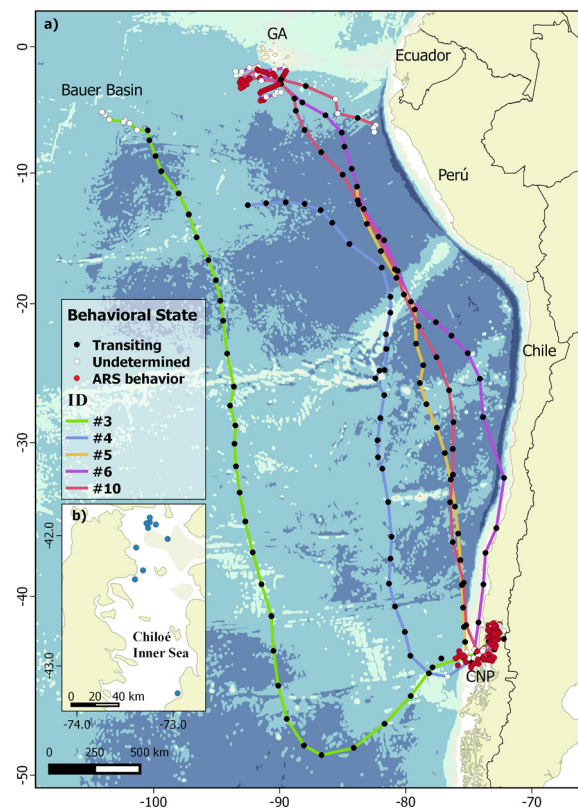 a)
0
GA
Ecuador
Bauer Basin
-10
Perú
-20
Behavioral State
Transiting
Undetermined
ARS behavior
Chile
ID
#3
#4
#5
#6
#10
-30
b)
-42.0
Chiloé
Inner Sea
-43.0
0 20 40 km
CNP
-74.0 -73.0
0 250 500 km
-50
-100 -90 -80 -70